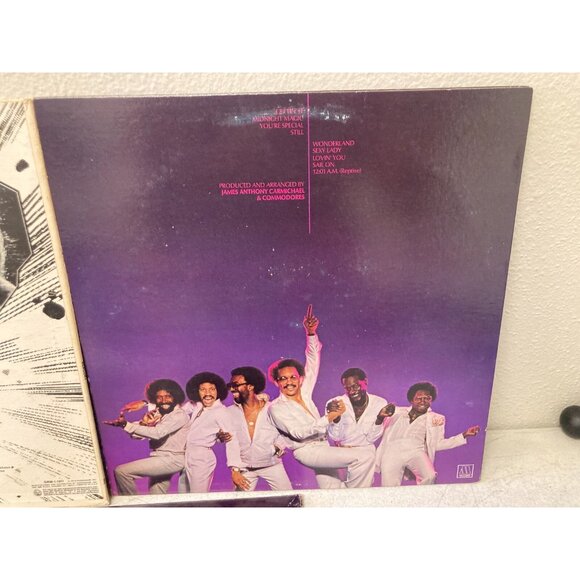 MIDNIGHT MAGIC
YOU'RE SPECIAL
STILL
WONDERLAND
SEXY LADY
LOVIN' YOU
SAIL ON
12:01 A.M. (Reprise)
PRODUCED AND ARRANGED BY
JAMES ANTHONY CARMICHAEL
& COMMODORES